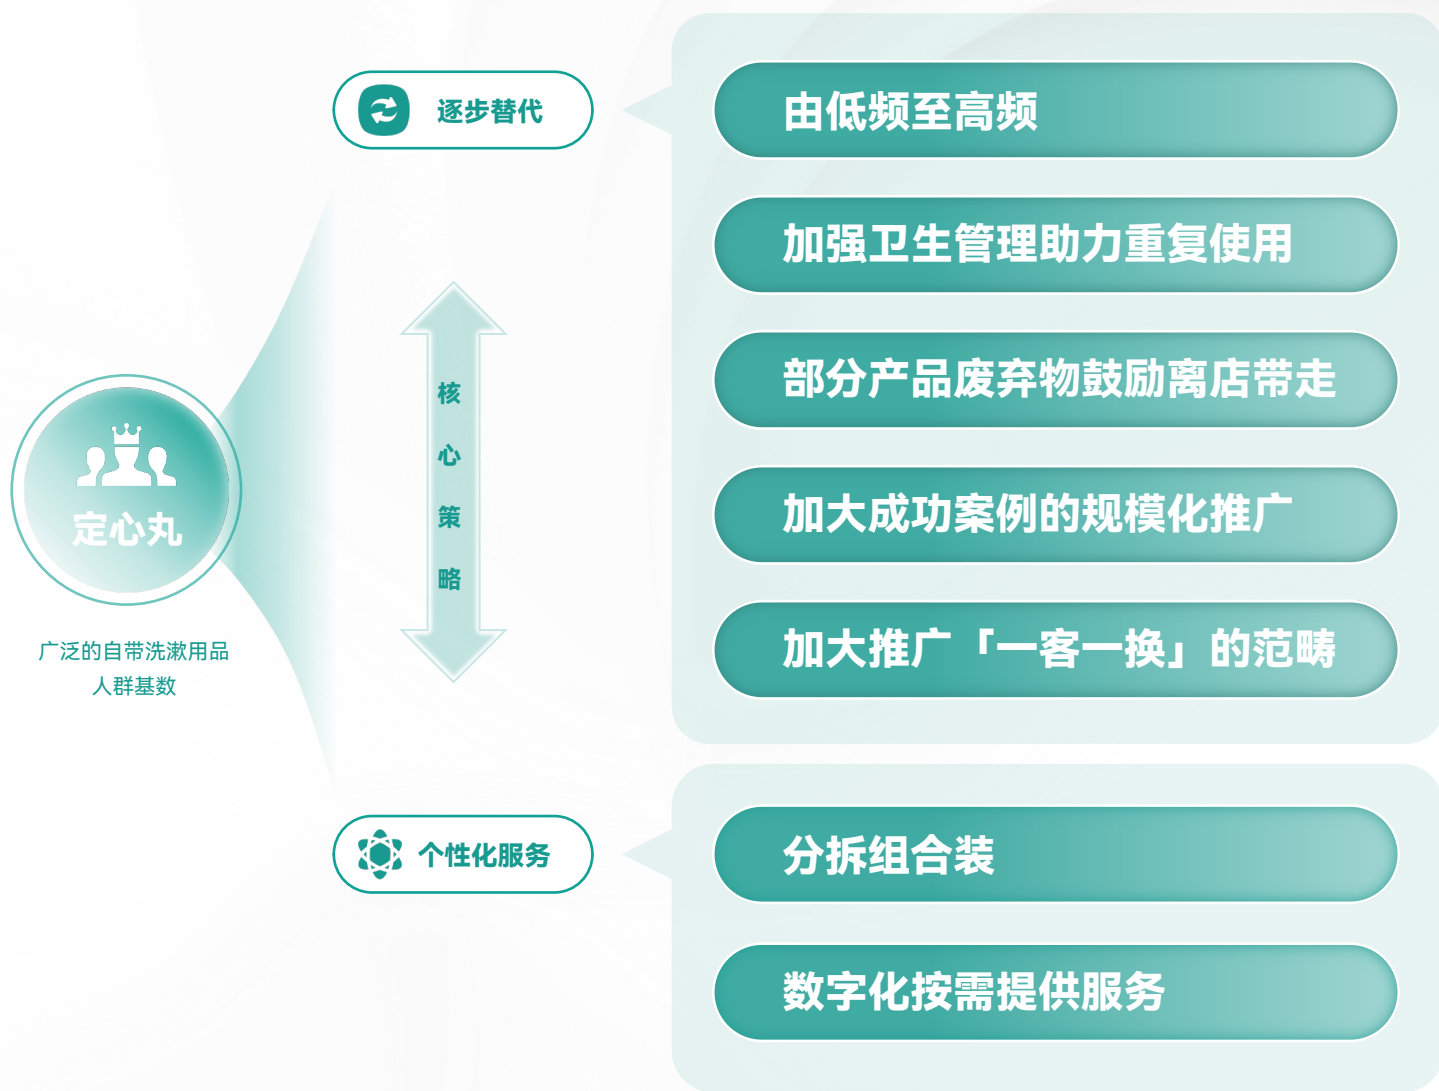 定心丸
广泛的自带洗漱用品
人群基数
核
心
策
略
逐步替代
由低频至高频
加强卫生管理助力重复使用
部分产品废弃物鼓励离店带走
加大成功案例的规模化推广
加大推广「一客一换」的范畴
个性化服务
分拆组合装
数字化按需提供服务